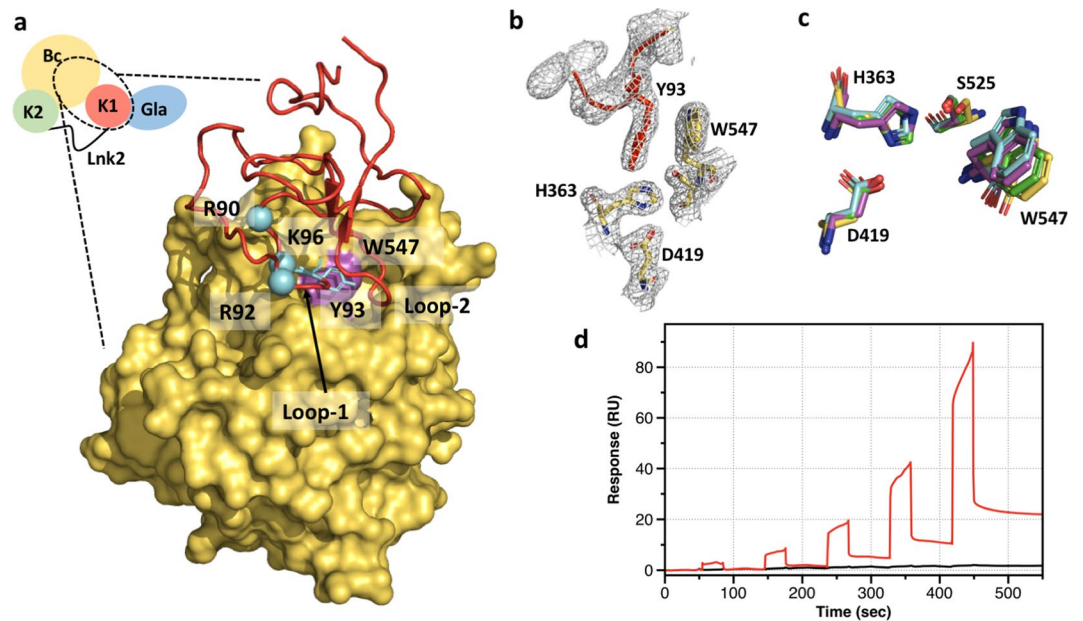 a
Bc
K2
K1
Gla
Lnk2
R90
K96
W547
R92
Y93
Loop-2
Loop-1
b
Y93
W547
H363
D419
c
H363
S525
D419
W547
d
Response (RU)
80
60
40
20
0
0
100
200
300
400
500
Time (sec)